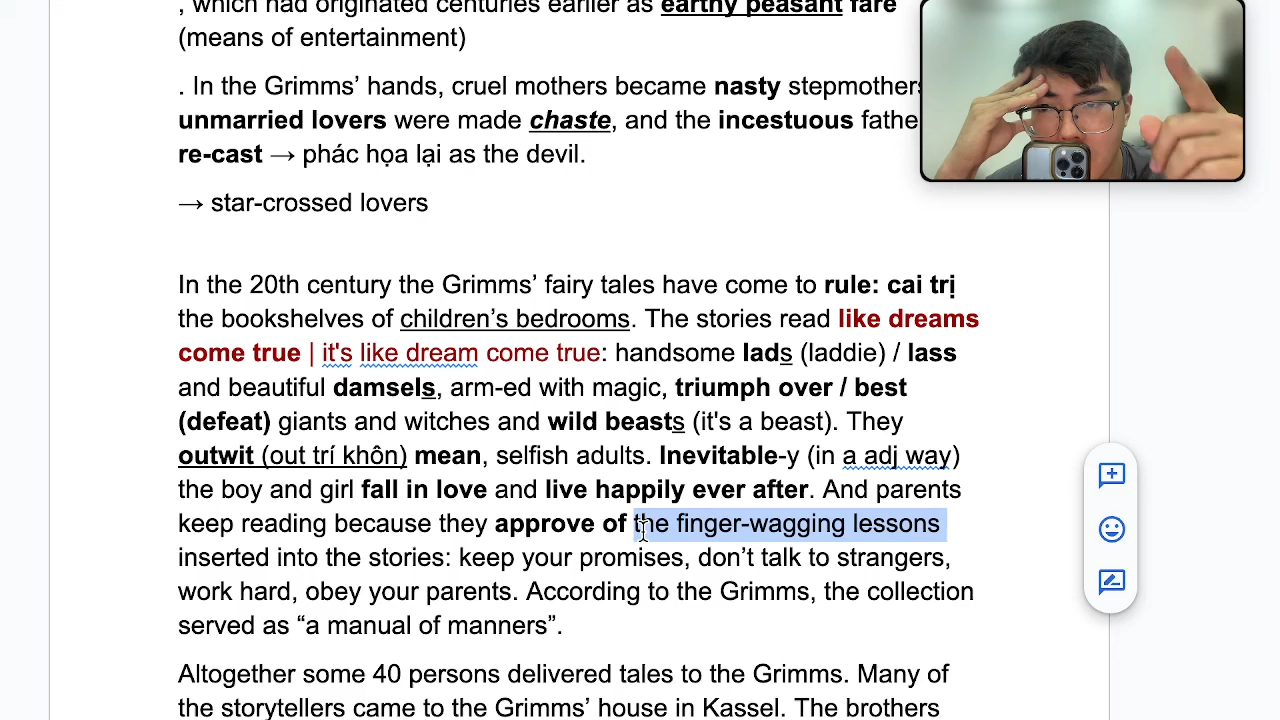 , which had originated centuries earlier as earthy peasant fare
(means of entertainment)
. In the Grimms’ hands, cruel mothers became nasty stepmothers
unmarried lovers were made chaste, and the incestuous fathe
re-cast → phác họa lại as the devil.
→ star-crossed lovers
In the 20th century the Grimms’ fairy tales have come to rule: cai trị
the bookshelves of children’s bedrooms. The stories read like dreams
come true | it's like dream come true: handsome lads (laddie) / lass
and beautiful damsels, arm-ed with magic, triumph over / best
(defeat) giants and witches and wild beasts (it's a beast). They
outwit (out trí khôn) mean, selfish adults. Inevitable-y (in a adj way)
the boy and girl fall in love and live happily ever after. And parents
keep reading because they approve of the finger-wagging lessons
inserted into the stories: keep your promises, don’t talk to strangers,
work hard, obey your parents. According to the Grimms, the collection
served as “a manual of manners”.
Altogether some 40 persons delivered tales to the Grimms. Many of
the storytellers came to the Grimms’ house in Kassel. The brothers